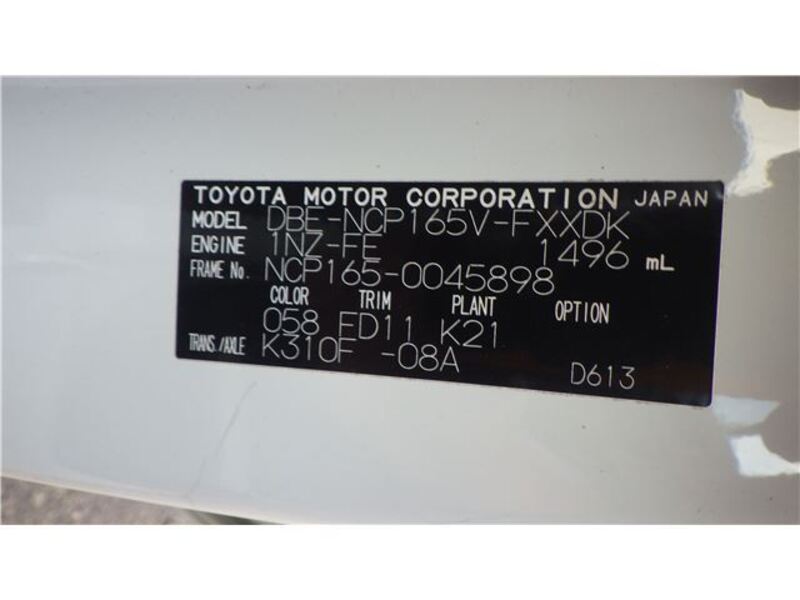 TOYOTA MOTOR CORPORATION JAPAN
MODEL DBE-NCP165V-FXXDK
ENGINE 1NZ-FE 1496 mL
FRAME No. NCP165-0045898
COLOR TRIM PLANT OPTION
058 FD11 K21
TRANS./AXLE K310F -08A
D613